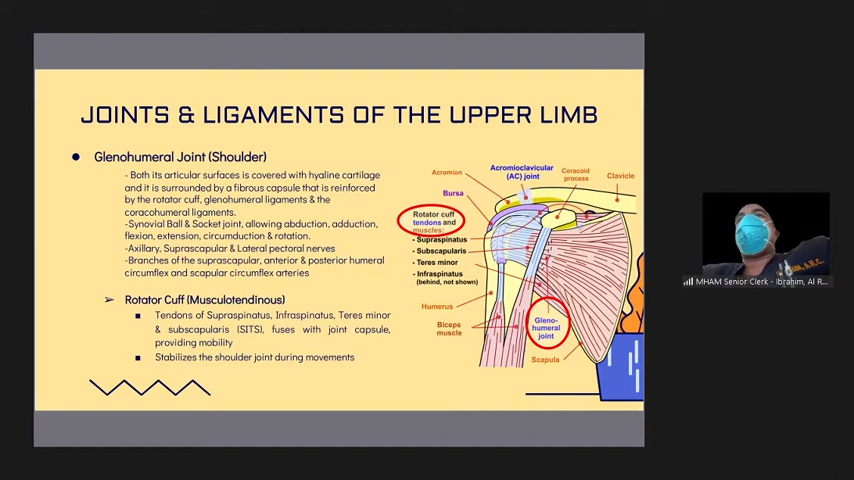 JOINTS & LIGAMENTS OF THE UPPER LIMB
Glenohumeral Joint (Shoulder)
- Both its articular surfaces is covered with hyaline cartilage
and it is surrounded by a fibrous capsule that is reinforced
by the rotator cuff, glenohumeral ligaments & the
coracohumeral ligaments.
-Synovial Ball & Socket joint, allowing abduction, adduction,
flexion, extension, circumduction & rotation.
-Axillary, Suprascapular & Lateral pectoral nerves
-Branches of the suprascapular, anterior & posterior humeral
circumflex and scapular circumflex arteries
Rotator Cuff (Musculotendinous)
Tendons of Supraspinatus, Infraspinatus, Teres minor
& subscapularis (SITS), fuses with joint capsule,
providing mobility
Stabilizes the shoulder joint during movements
Acromion
Acromioclavicular
(AC) joint
Coracoid
process
Clavicle
Bursa
Rotator cuff
tendons and
muscles:
- Supraspinatus
- Subscapularis
- Teres minor
- Infraspinatus
(behind, not shown)
Humerus
Biceps
muscle
Gleno-
humeral
joint
Scapula
MHAM Senior Clerk - Ibrahim, Al R...